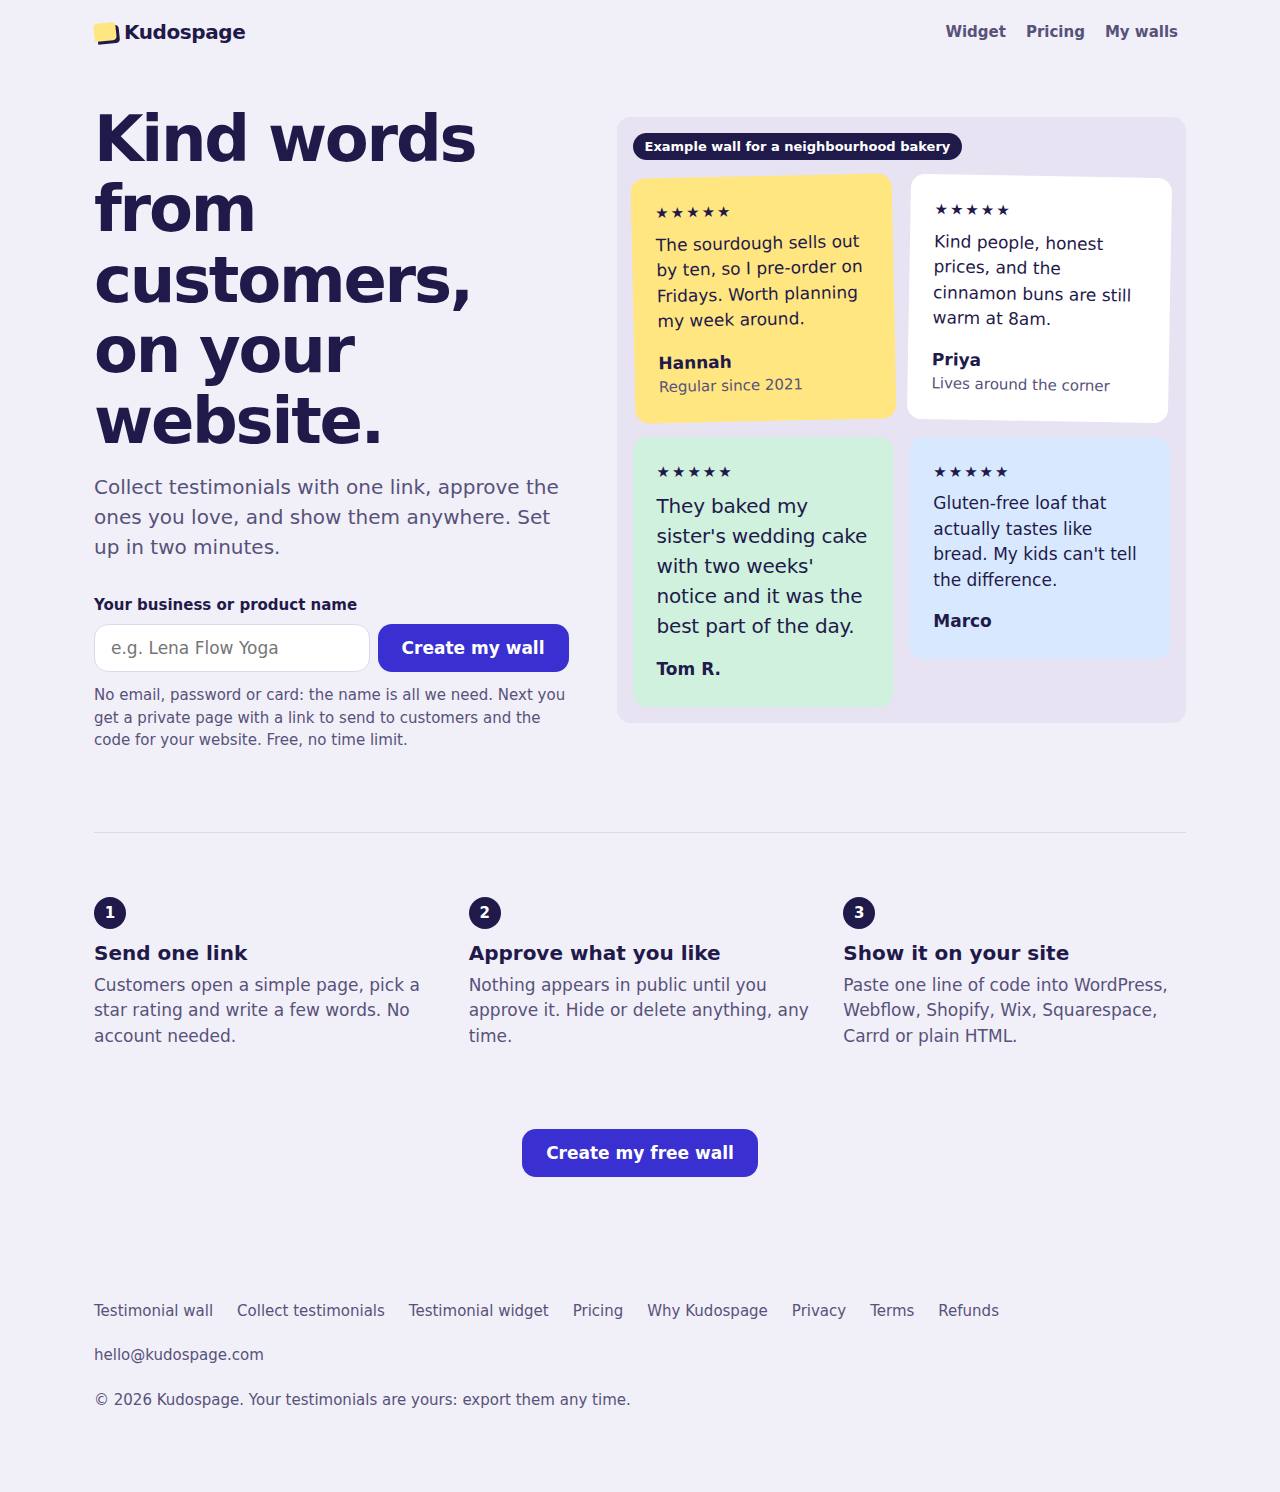 Kudospage
Widget Pricing My walls
Kind words
from
customers,
on your
website.
Collect testimonials with one link, approve the
ones you love, and show them anywhere. Set
up in two minutes.
Your business or product name
e.g. Lena Flow Yoga
Create my wall
No email, password or card: the name is all we need. Next you
get a private page with a link to send to customers and the
code for your website. Free, no time limit.
Example wall for a neighbourhood bakery
★★★★★
The sourdough sells out
by ten, so I pre-order on
Fridays. Worth planning
my week around.
Hannah
Regular since 2021
★★★★★
Kind people, honest
prices, and the
cinnamon buns are still
warm at 8am.
Priya
Lives around the corner
★★★★★
They baked my
sister's wedding cake
with two weeks'
notice and it was the
best part of the day.
Tom R.
★★★★★
Gluten-free loaf that
actually tastes like
bread. My kids can't tell
the difference.
Marco
1
Send one link
Customers open a simple page, pick a
star rating and write a few words. No
account needed.
2
Approve what you like
Nothing appears in public until you
approve it. Hide or delete anything, any
time.
3
Show it on your site
Paste one line of code into WordPress,
Webflow, Shopify, Wix, Squarespace,
Carrd or plain HTML.
Create my free wall
Testimonial wall Collect testimonials Testimonial widget Pricing Why Kudospage Privacy Terms Refunds
hello@kudospage.com
© 2026 Kudospage. Your testimonials are yours: export them any time.